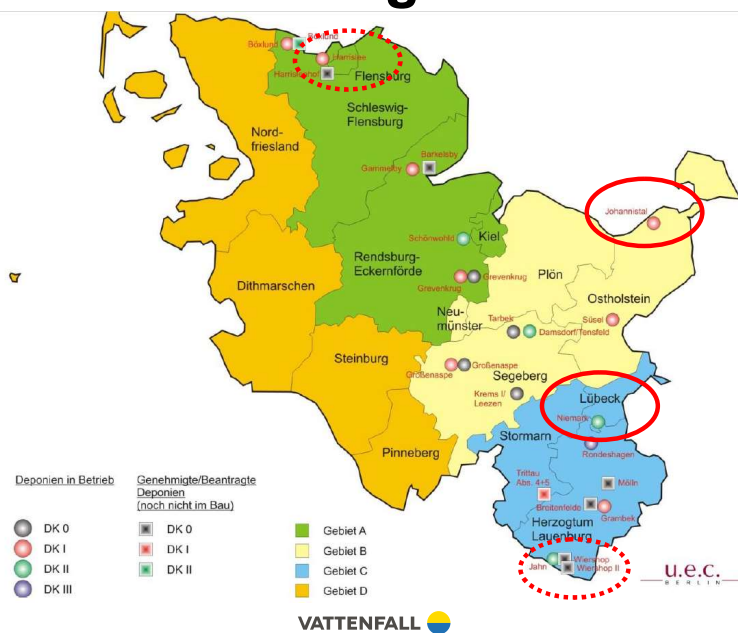 Böxlund
Böxlund
Harrislee
Harrisleehof
Flensburg
Schleswig-
Flensburg
Nord-
friesland
Barkelsby
Gammelby
Johannistal
Schönwohld
Kiel
Rendsburg-
Eckernförde
Plön
Dithmarschen
Grevenkrug
Grevenkrug
Ostholstein
Neu-
münster
Tarbek
Damsdorf/Tensfeld
Süsel
Steinburg
Großenaspe
Großenaspe
Segeberg
Krems I/
Leezen
Lübeck
Niemark
Stormarn
Pinneberg
Rondeshagen
Trittau
Abs. 4+5
Mölln
Breitenfelde
Grambek
Herzogtum
Lauenburg
Jahn
Wiershop
Wiershop II
Deponien in Betrieb
DK 0
DK I
DK II
DK III
Genehmigte/Beantragte
Deponien
(noch nicht im Bau)
DK 0
DK I
DK II
Gebiet A
Gebiet B
Gebiet C
Gebiet D
u.e.c.
BERLIN
VATTENFALL